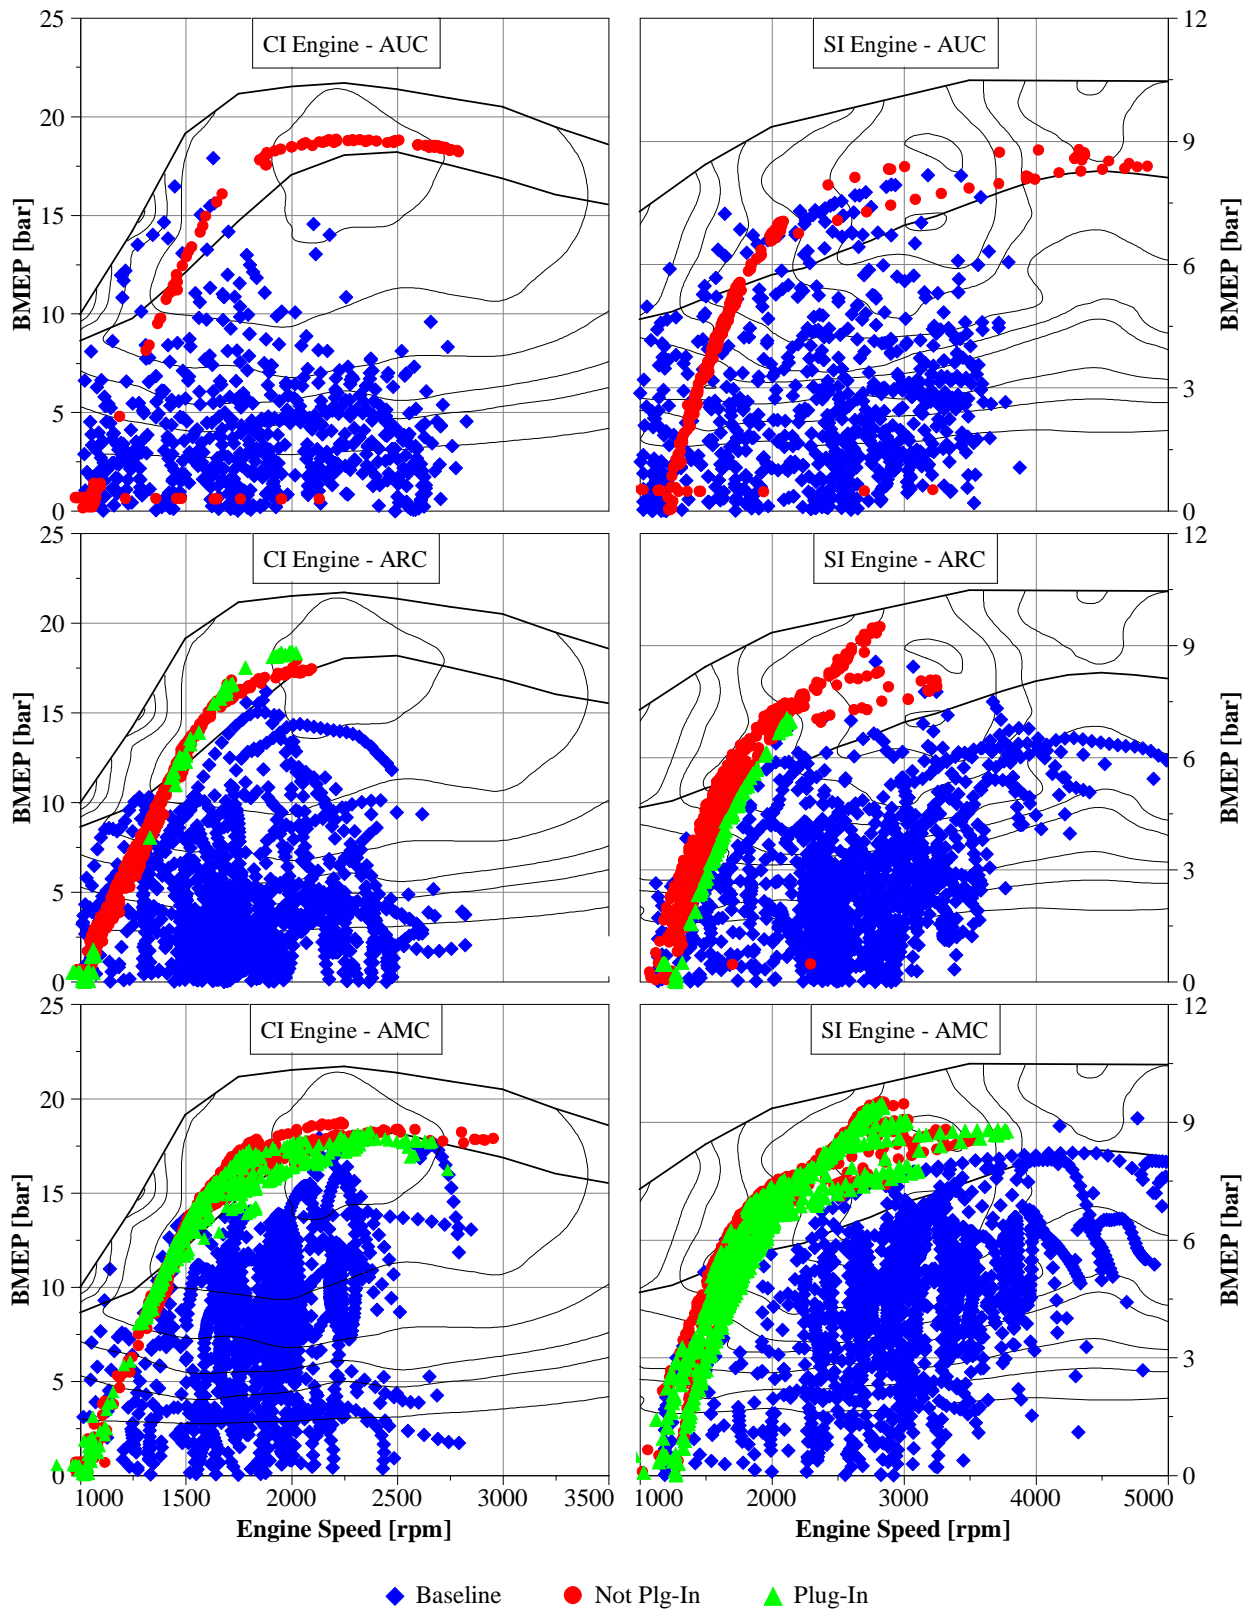 25
20
15
10
5
0
BMEP [bar]
CI Engine - AUC
SI Engine - AUC
12
9
6
3
0
BMEP [bar]
25
20
15
10
5
0
BMEP [bar]
CI Engine - ARC
SI Engine - ARC
12
9
6
3
0
BMEP [bar]
25
20
15
10
5
0
BMEP [bar]
CI Engine - AMC
SI Engine - AMC
12
9
6
3
0
BMEP [bar]
1000 1500 2000 2500 3000 3500
1000 2000 3000 4000 5000
Engine Speed [rpm]
Engine Speed [rpm]
Baseline Not Plg-In Plug-In